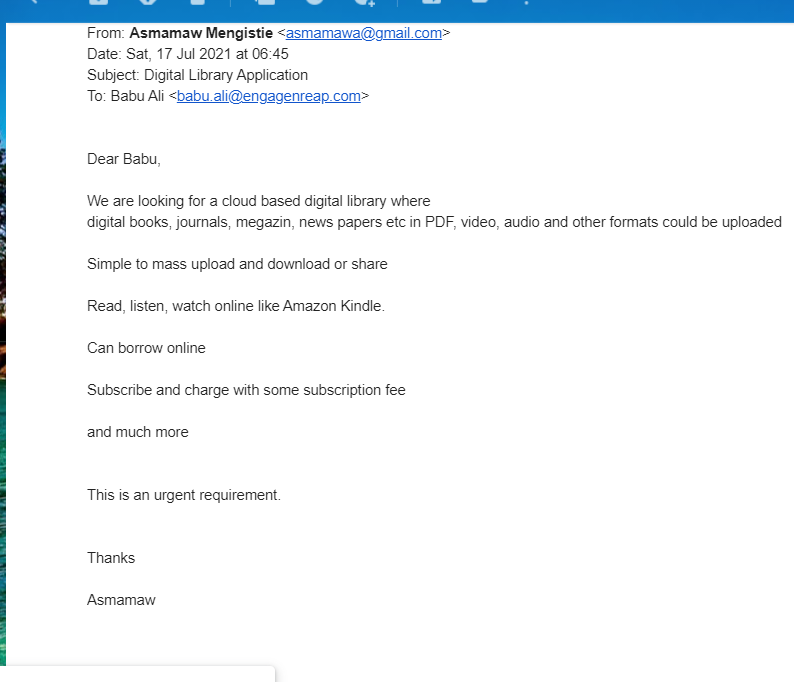 From: Asmamaw Mengistie <asmamawa@gmail.com>
Date: Sat, 17 Jul 2021 at 06:45
Subject: Digital Library Application
To: Babu Ali <babu.ali@engagenreap.com>
Dear Babu,
We are looking for a cloud based digital library where
digital books, journals, megazin, news papers etc in PDF, video, audio and other formats could be uploaded
Simple to mass upload and download or share
Read, listen, watch online like Amazon Kindle.
Can borrow online
Subscribe and charge with some subscription fee
and much more
This is an urgent requirement.
Thanks
Asmamaw